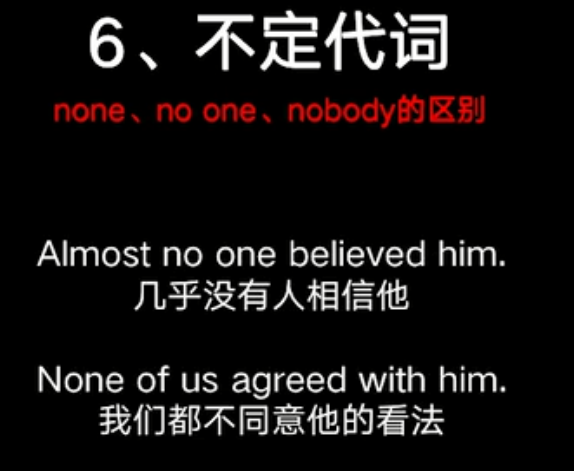 6、不定代词
none、no one、nobody的区别
Almost no one believed him.
几乎没有人相信他
None of us agreed with him.
我们都不同意他的看法